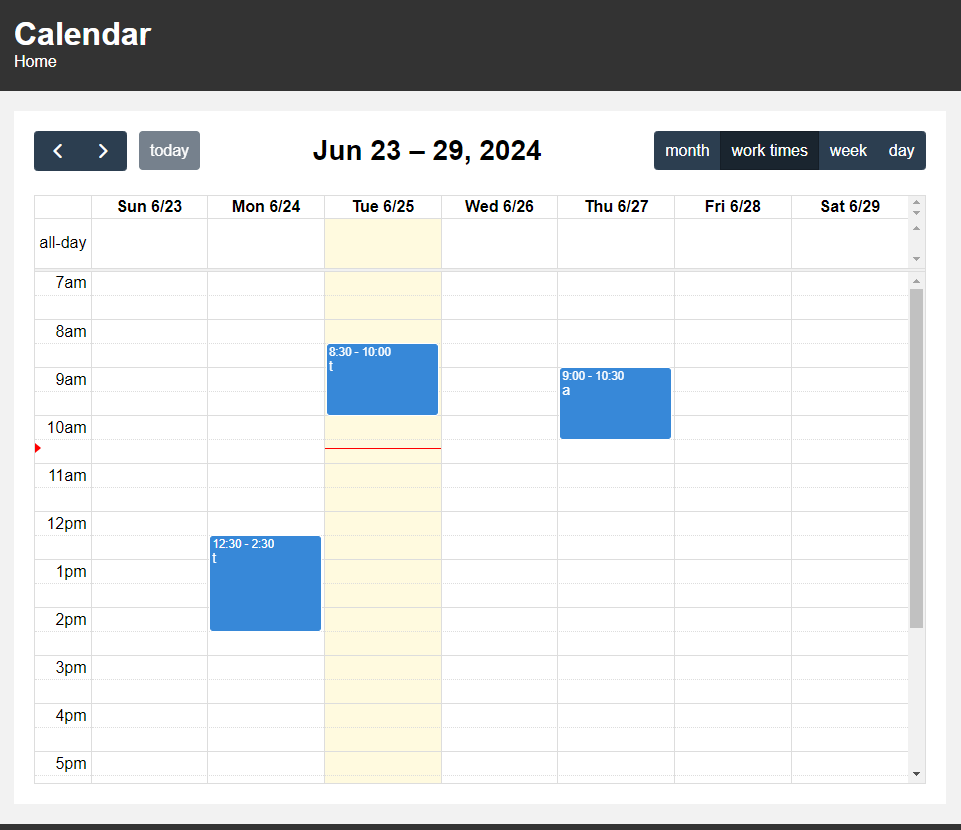 Calendar
Home
today
Jun 23 – 29, 2024
month work times week day
Sun 6/23 Mon 6/24 Tue 6/25 Wed 6/26 Thu 6/27 Fri 6/28 Sat 6/29
all-day
7am
8am
8:30 - 10:00
t
9am
9:00 - 10:30
a
10am
11am
12pm
12:30 - 2:30
t
1pm
2pm
3pm
4pm
5pm